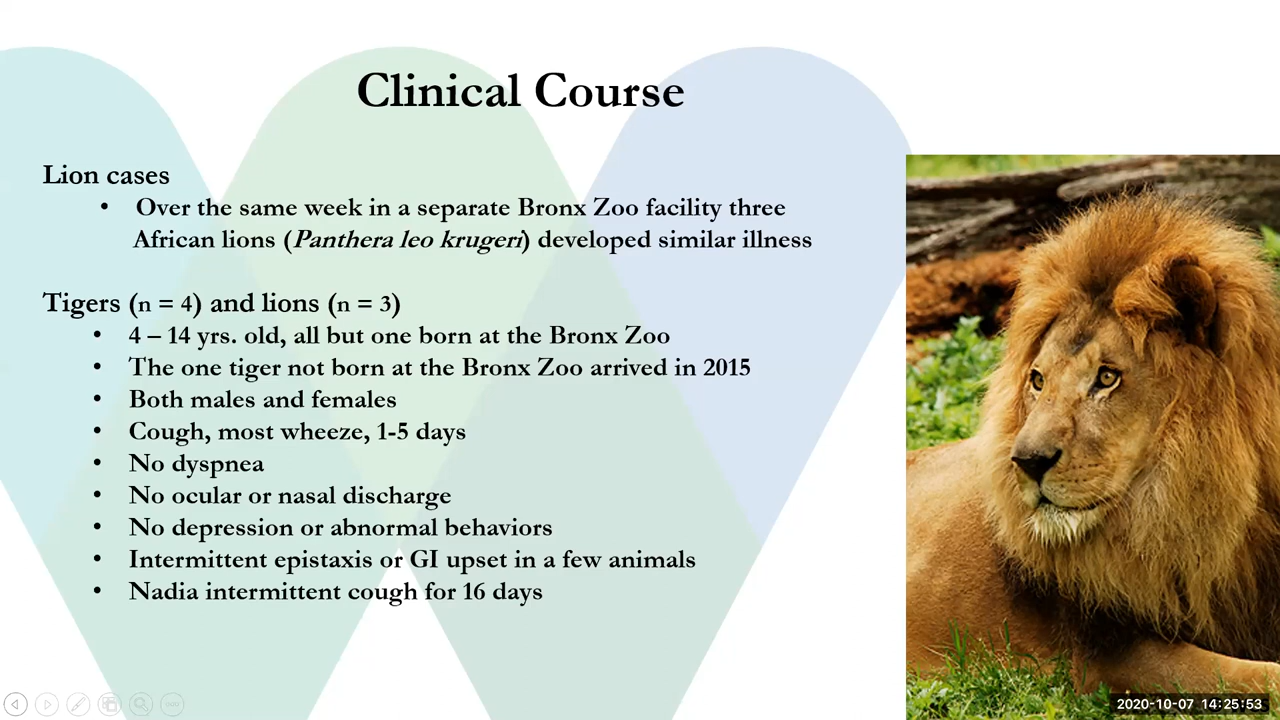 Clinical Course
Lion cases
• Over the same week in a separate Bronx Zoo facility three
African lions (Panthera leo krugeri) developed similar illness
Tigers (n = 4) and lions (n = 3)
• 4 – 14 yrs. old, all but one born at the Bronx Zoo
• The one tiger not born at the Bronx Zoo arrived in 2015
• Both males and females
• Cough, most wheeze, 1-5 days
• No dyspnea
• No ocular or nasal discharge
• No depression or abnormal behaviors
• Intermittent epistaxis or GI upset in a few animals
• Nadia intermittent cough for 16 days
2020-10-07 14:25:53